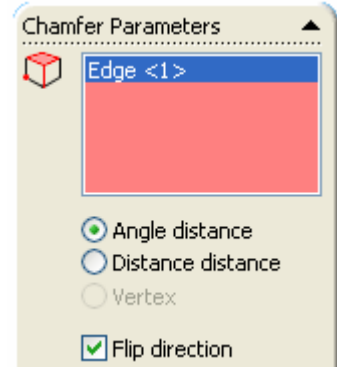 Chamfer Parameters
Edge <1>
Angle distance
Distance distance
Vertex
Flip direction